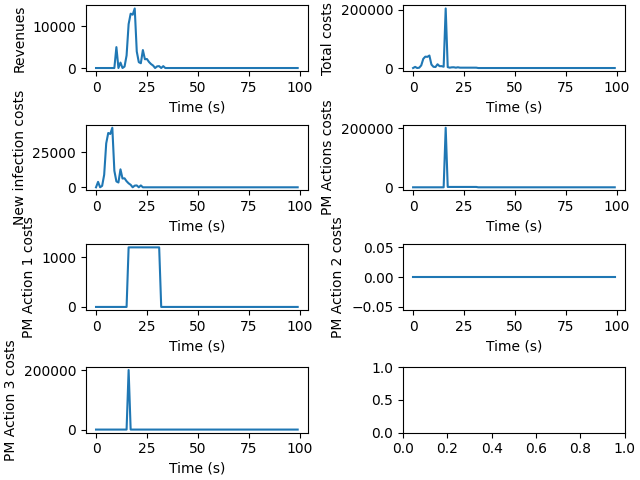 Revenues
10000
0
0 25 50 75 100
Time (s)
Total costs
200000
0
0 25 50 75 100
Time (s)
New infection costs
25000
0
0 25 50 75 100
Time (s)
PM Actions costs
200000
0
0 25 50 75 100
Time (s)
PM Action 1 costs
1000
0
0 25 50 75 100
Time (s)
PM Action 2 costs
0.05
0.00
−0.05
0 25 50 75 100
Time (s)
PM Action 3 costs
200000
0
0 25 50 75 100
Time (s)
1.0
0.5
0.0
0.0 0.2 0.4 0.6 0.8 1.0